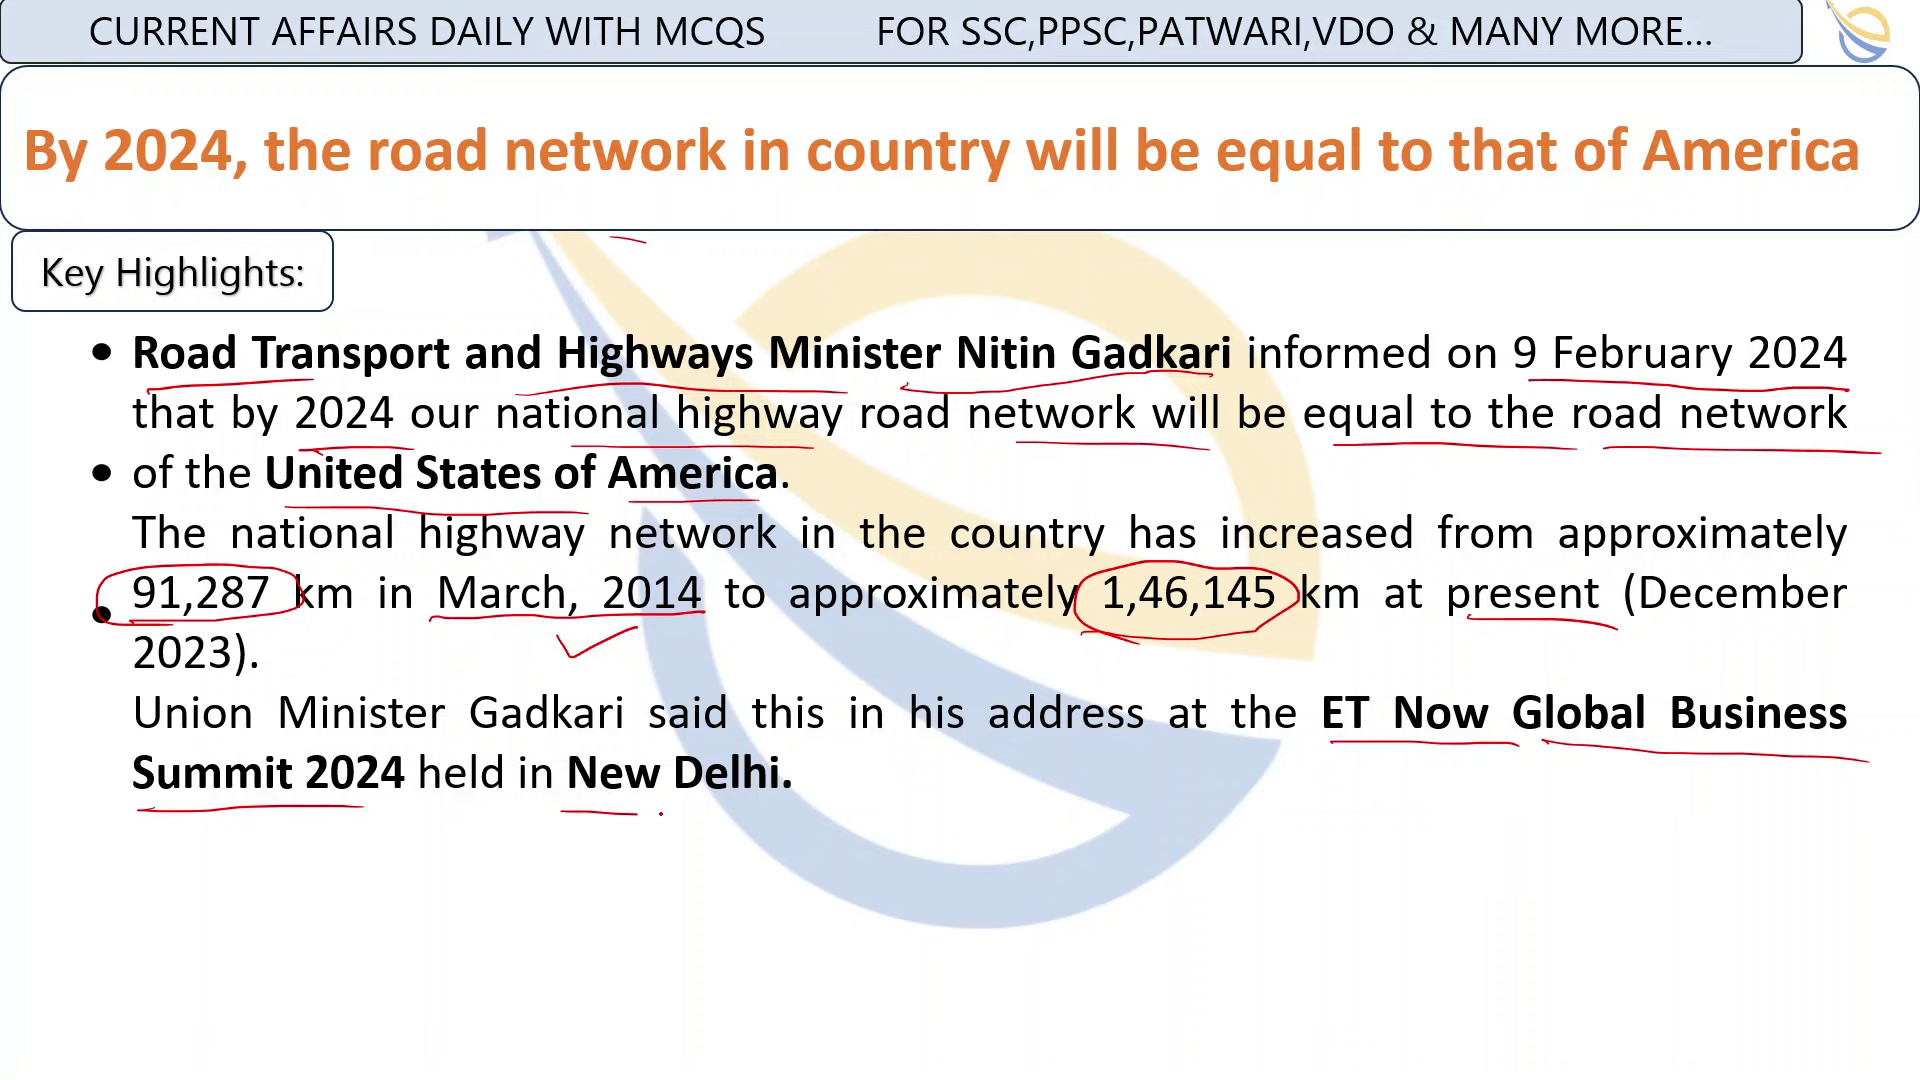 CURRENT AFFAIRS DAILY WITH MCQS FOR SSC,PPSC,PATWARI,VDO & MANY MORE...
By 2024, the road network in country will be equal to that of America
Key Highlights:
• Road Transport and Highways Minister Nitin Gadkari informed on 9 February 2024
that by 2024 our national highway road network will be equal to the road network
• of the United States of America.
The national highway network in the country has increased from approximately
• 91,287 km in March, 2014 to approximately 1,46,145 km at present (December
2023).
Union Minister Gadkari said this in his address at the ET Now Global Business
Summit 2024 held in New Delhi.